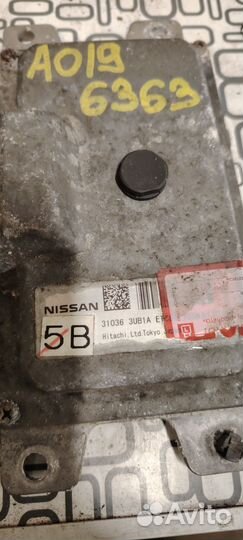 A019
6363
NISSAN
31036 3UB1A
5B
Hitachi, Ltd. Tokyo
Avito